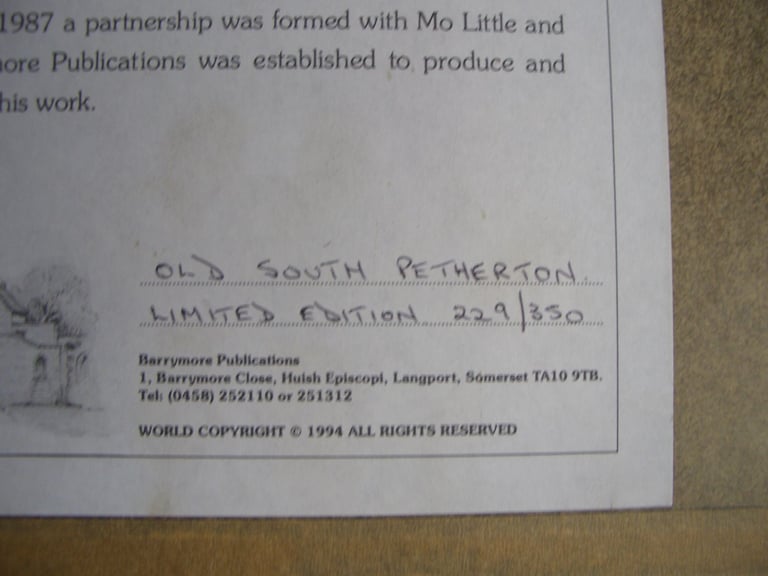 1987 a partnership was formed with Mo Little and
ore Publications was established to produce and
his work.
OLD SOUTH PETHERTON.
LIMITED EDITION 229/350
Barrymore Publications
1, Barrymore Close, Huish Episcopi, Langport, Somerset TA10 9TB.
Tel: (0458) 252110 or 251312
WORLD COPYRIGHT © 1994 ALL RIGHTS RESERVED